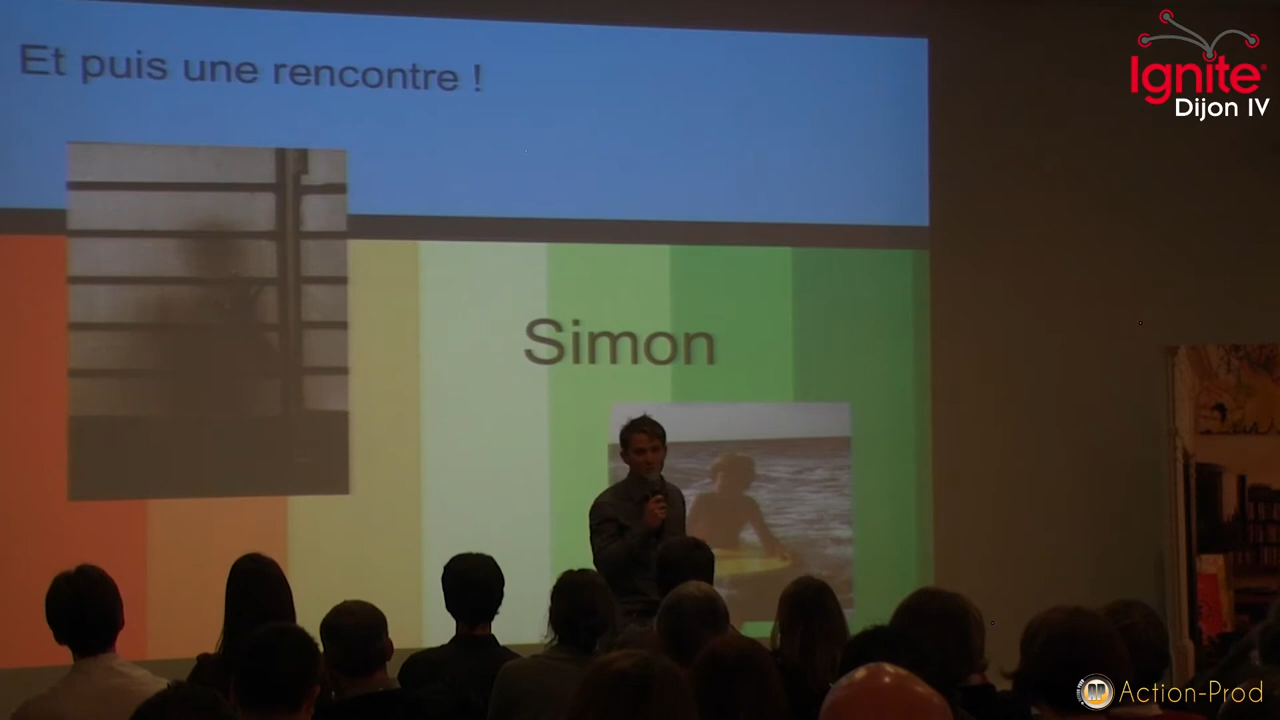 Et puis une rencontre !
Ignite
Dijon IV
Simon
Action-Prod